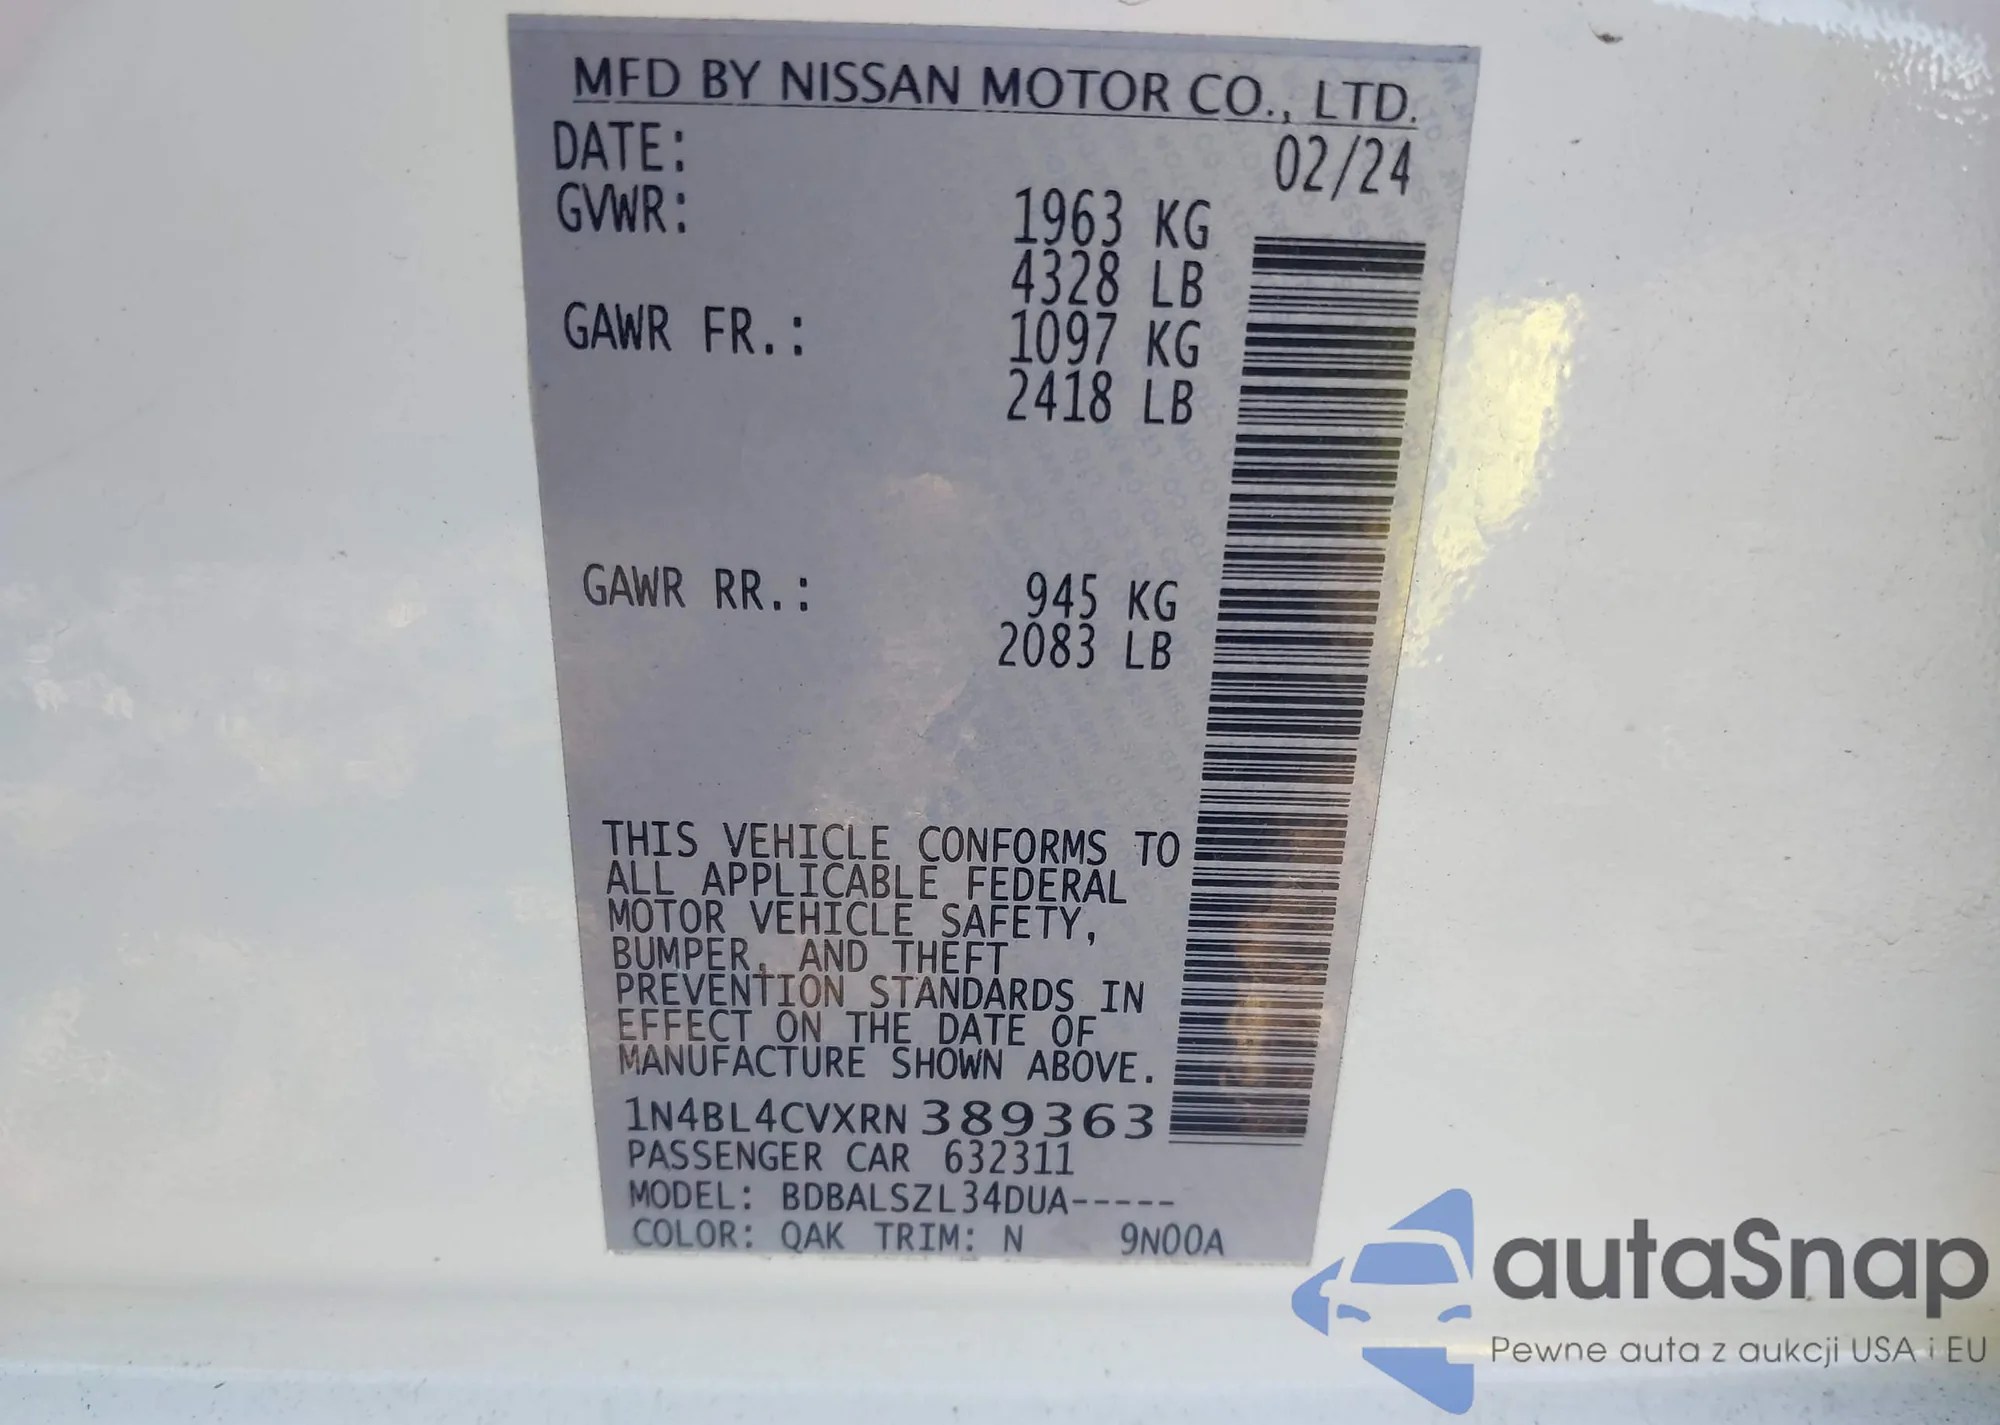 MFD BY NISSAN MOTOR CO., LTD.
DATE: 02/24
GVWR: 1963 KG
4328 LB
GAWR FR.: 1097 KG
2418 LB
GAWR RR.: 945 KG
2083 LB
THIS VEHICLE CONFORMS TO
ALL APPLICABLE FEDERAL
MOTOR VEHICLE SAFETY,
BUMPER, AND THEFT
PREVENTION STANDARDS IN
EFFECT ON THE DATE OF
MANUFACTURE SHOWN ABOVE.
1N4BL4CVXRN389363
PASSENGER CAR 632311
MODEL: BDBALSZL34DUA-----
COLOR: QAK TRIM: N 9N00A
autaSnap
Pewne auta z aukcji USA i EU